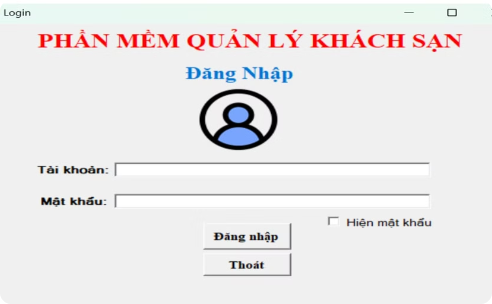 Login
PHẦN MỀM QUẢN LÝ KHÁCH SẠN
Đăng Nhập
Tài khoản:
Mật khẩu:
Hiện mật khẩu
Đăng nhập
Thoát